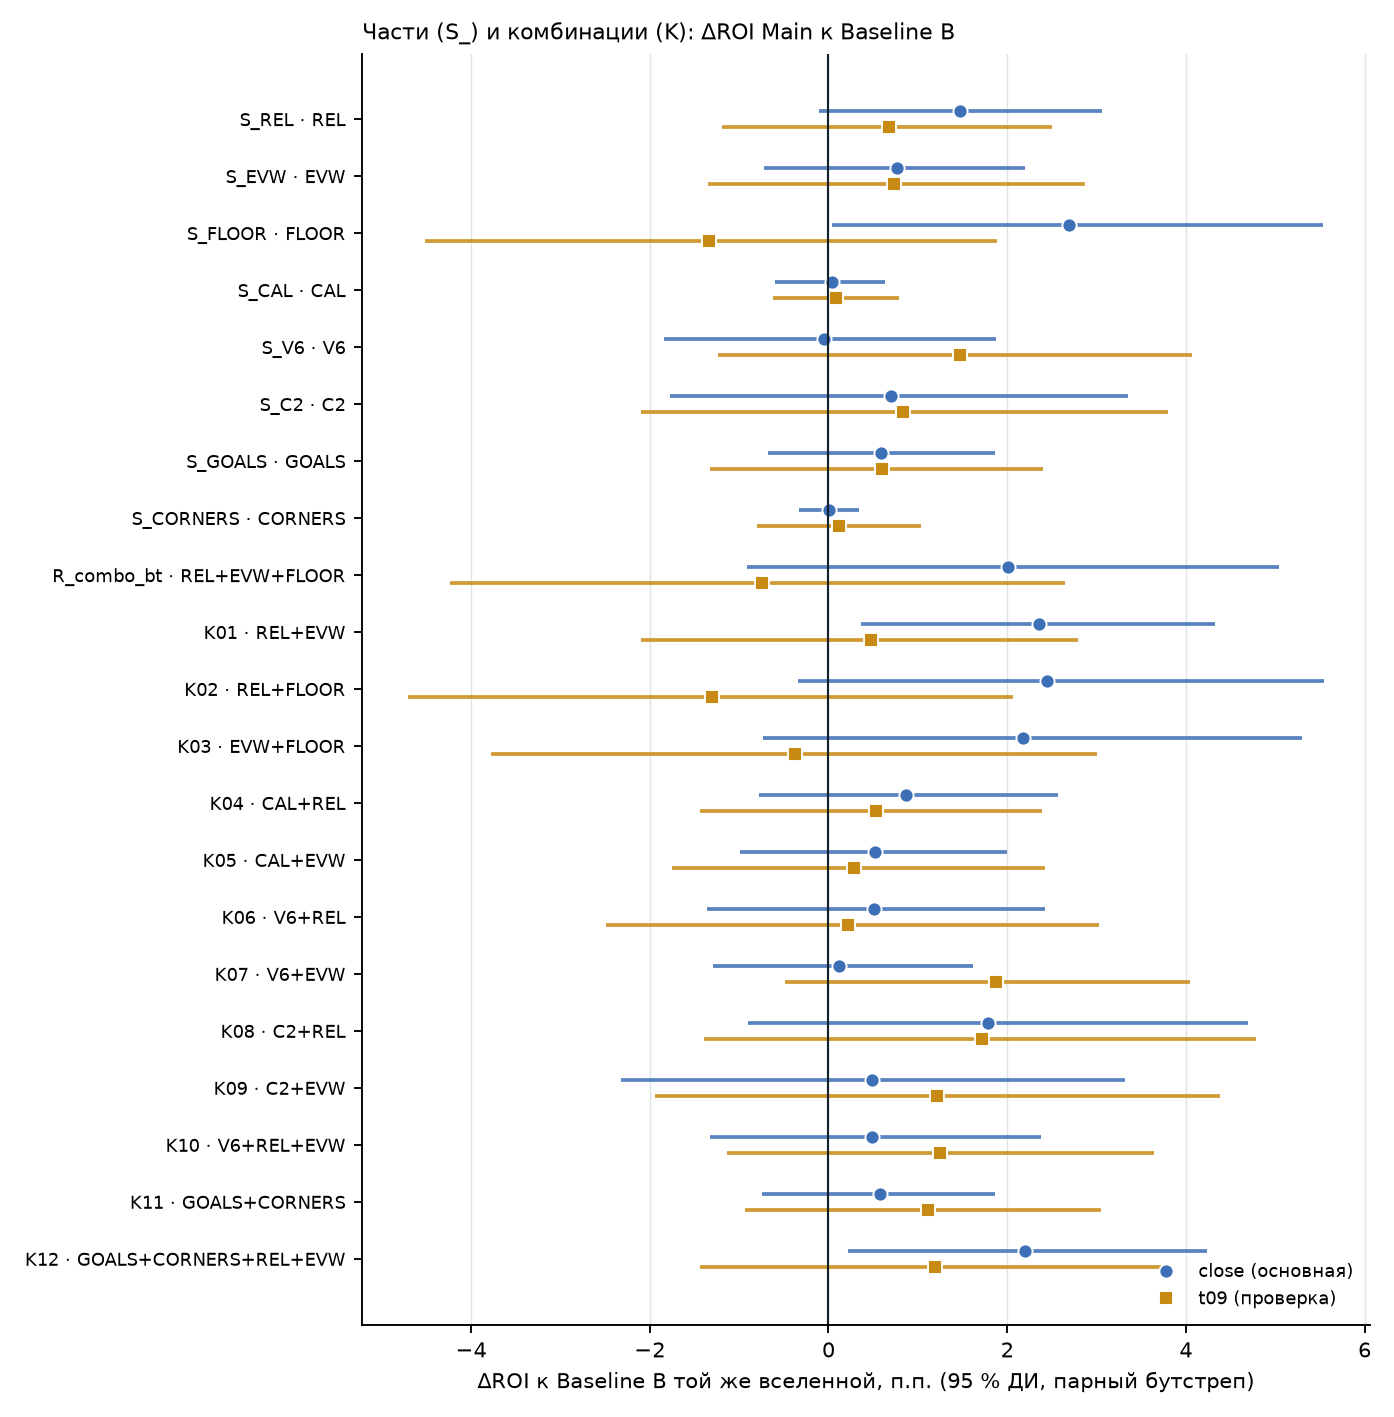 Части (S_) и комбинации (K): ΔROI Main к Baseline B
S_REL · REL
S_EVW · EVW
S_FLOOR · FLOOR
S_CAL · CAL
S_V6 · V6
S_C2 · C2
S_GOALS · GOALS
S_CORNERS · CORNERS
R_combo_bt · REL+EVW+FLOOR
K01 · REL+EVW
K02 · REL+FLOOR
K03 · EVW+FLOOR
K04 · CAL+REL
K05 · CAL+EVW
K06 · V6+REL
K07 · V6+EVW
K08 · C2+REL
K09 · C2+EVW
K10 · V6+REL+EVW
K11 · GOALS+CORNERS
K12 · GOALS+CORNERS+REL+EVW
close (основная)
t09 (проверка)
−4 −2 0 2 4 6
ΔROI к Baseline B той же вселенной, п.п. (95 % ДИ, парный бутстреп)